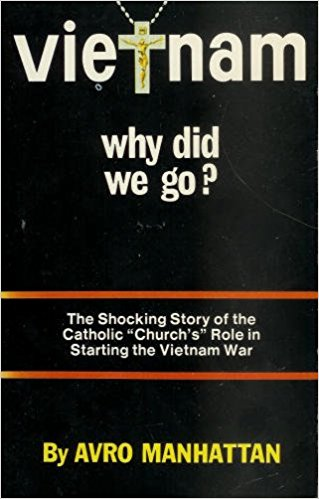 vietnam
why did
we go?
The Shocking Story of the
Catholic "Church's" Role in
Starting the Vietnam War
By AVRO MANHATTAN